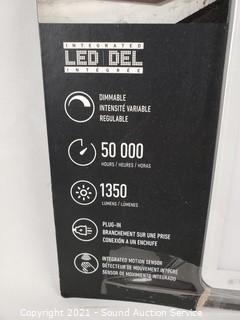 INTEGRATED
LED DEL
INTÉGRÉE
DIMMABLE
INTENSITÉ VARIABLE
REGULABLE
50 000
HOURS / HEURES / HORAS
1350
LUMENS / LÚMENES
PLUG-IN
BRANCHEMENT SUR UNE PRISE
CONEXIÓN A UN ENCHUFE
INTEGRATED MOTION SENSOR
DÉTECTEUR DE MOUVEMENT INTÉGRÉ
SENSOR DE MOVIMIENTO INTEGRADO
Copyright 2021 - Sound Auction Service